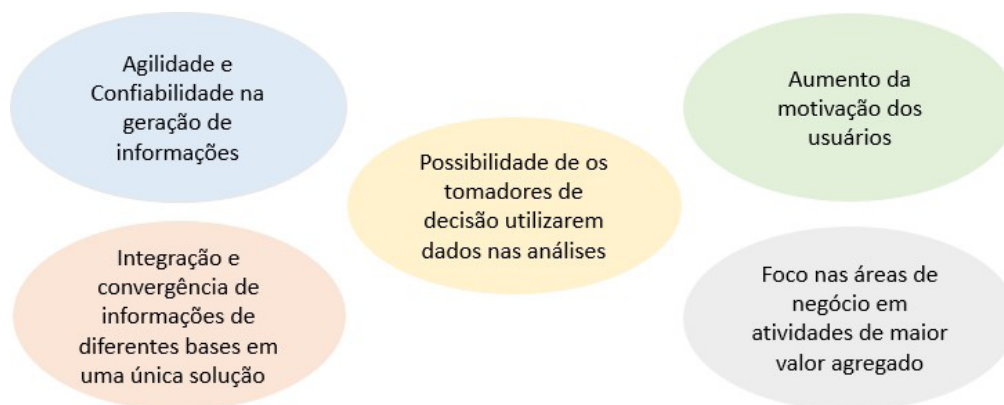 Agilidade e
Confiabilidade na
geração de
informações
Aumento da
motivação dos
usuários
Possibilidade de os
tomadores de
decisão utilizarem
dados nas análises
Integração e
convergência de
informações de
diferentes bases em
uma única solução
Foco nas áreas de
negócio em
atividades de maior
valor agregado